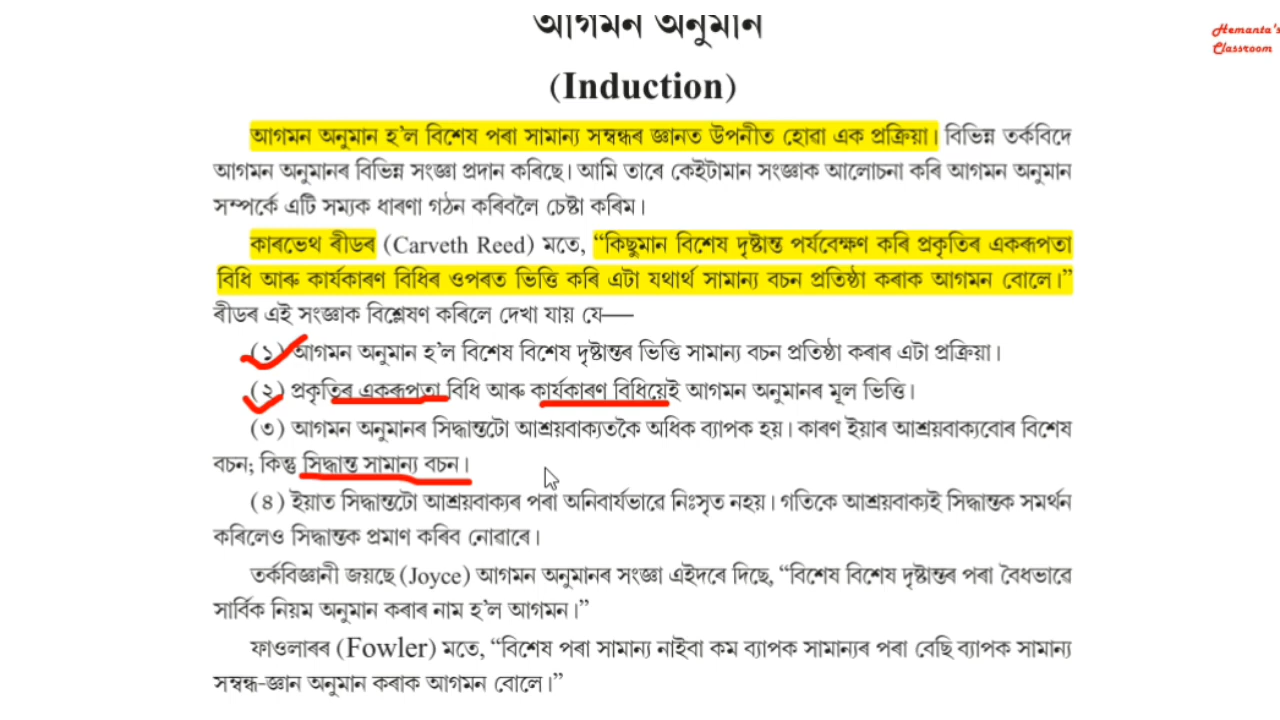 আগমন অনুমান
Hemanta's
Classroom
(Induction)
আগমন অনুমান হ'ল বিশেষ পৰা সামান্য সম্বন্ধৰ জ্ঞানত উপনীত হোৱা এক প্ৰক্ৰিয়া। বিভিন্ন তৰ্কবিদে
আগমন অনুমানৰ বিভিন্ন সংজ্ঞা প্ৰদান কৰিছে। আমি তাৰে কেইটামান সংজ্ঞাক আলোচনা কৰি আগমন অনুমান
সম্পৰ্কে এটি সম্যক ধাৰণা গঠন কৰিবলৈ চেষ্টা কৰিম।
কাৰভেথ ৰীডৰ (Carveth Reed) মতে, “কিছুমান বিশেষ দৃষ্টান্ত পৰ্যবেক্ষণ কৰি প্ৰকৃতিৰ একৰূপতা
বিধি আৰু কাৰ্যকাৰণ বিধিৰ ওপৰত ভিত্তি কৰি এটা যথাৰ্থ সামান্য বচন প্ৰতিষ্ঠা কৰাক আগমন বোলে।”
ৰীডৰ এই সংজ্ঞাক বিশ্লেষণ কৰিলে দেখা যায় যে—
(১) আগমন অনুমান হ'ল বিশেষ বিশেষ দৃষ্টান্তৰ ভিত্তি সামান্য বচন প্ৰতিষ্ঠা কৰাৰ এটা প্ৰক্ৰিয়া।
(২) প্ৰকৃতিৰ একৰূপতা বিধি আৰু কাৰ্যকাৰণ বিধিয়েই আগমন অনুমানৰ মূল ভিত্তি।
(৩) আগমন অনুমানৰ সিদ্ধান্তটো আশ্ৰয়বাক্যতকৈ অধিক ব্যাপক হয়। কাৰণ ইয়াৰ আশ্ৰয়বাক্যবোৰ বিশেষ
বচন; কিন্তু সিদ্ধান্ত সামান্য বচন।
(৪) ইয়াত সিদ্ধান্তটো আশ্ৰয়বাক্যৰ পৰা অনিবাৰ্যভাৱে নিঃসৃত নহয়। গতিকে আশ্ৰয়বাক্যই সিদ্ধান্তক সমৰ্থন
কৰিলেও সিদ্ধান্তক প্ৰমাণ কৰিব নোৱাৰে।
তৰ্কবিজ্ঞানী জয়ছে (Joyce) আগমন অনুমানৰ সংজ্ঞা এইদৰে দিছে, “বিশেষ বিশেষ দৃষ্টান্তৰ পৰা বৈধভাৱে
সাৰ্বিক নিয়ম অনুমান কৰাৰ নাম হ'ল আগমন।”
ফাওলাৰৰ (Fowler) মতে, “বিশেষ পৰা সামান্য নাইবা কম ব্যাপক সামান্যৰ পৰা বেছি ব্যাপক সামান্য
সম্বন্ধ-জ্ঞান অনুমান কৰাক আগমন বোলে।”